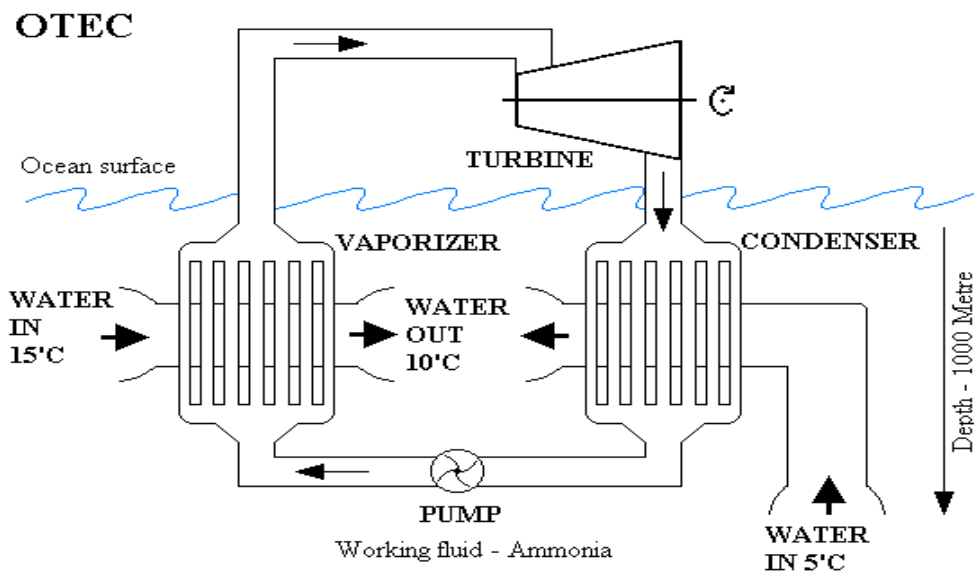 OTEC
TURBINE
Ocean surface
VAPORIZER
CONDENSER
WATER
IN
15'C
WATER
OUT
10'C
Depth - 1000 Metre
PUMP
Working fluid - Ammonia
WATER
IN 5'C